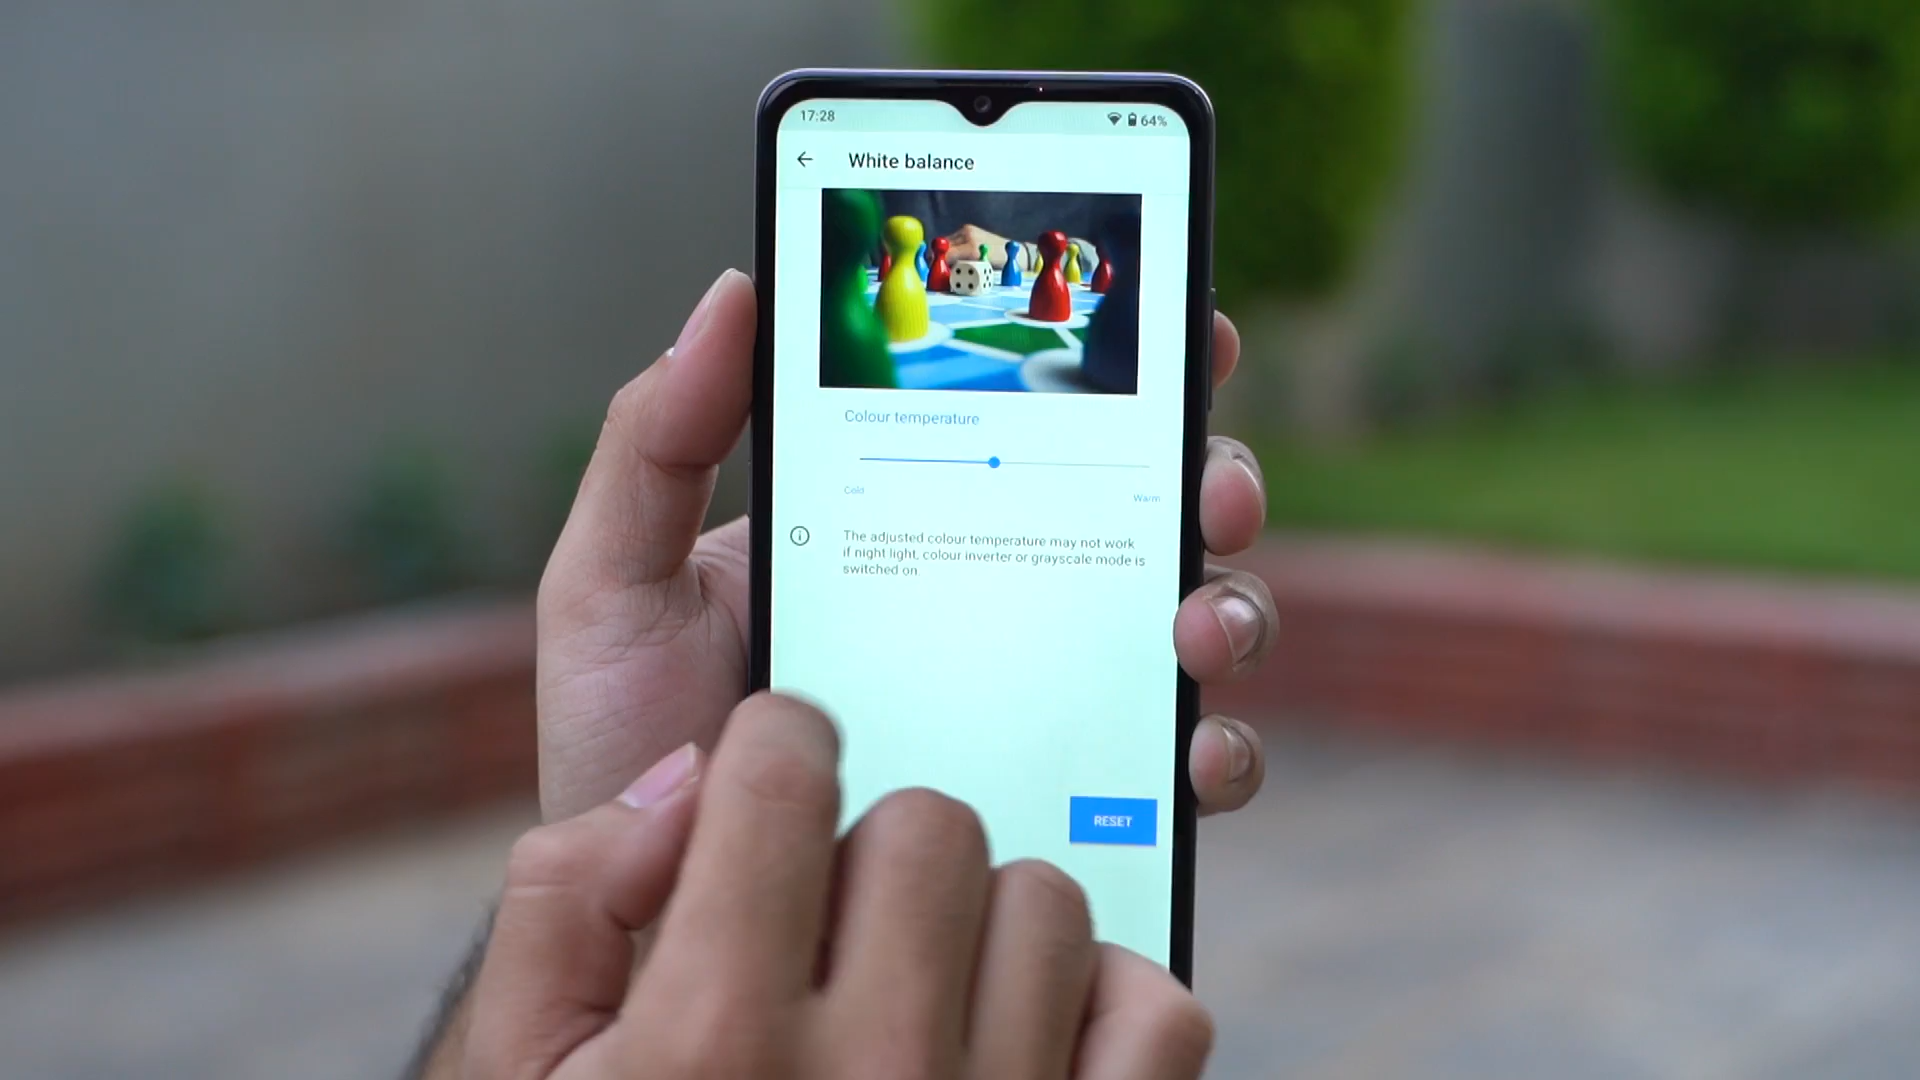 17:28
64%
White balance
Colour temperature
Cold
Warm
The adjusted colour temperature may not work
if night light, colour inverter or grayscale mode is
switched on.
RESET